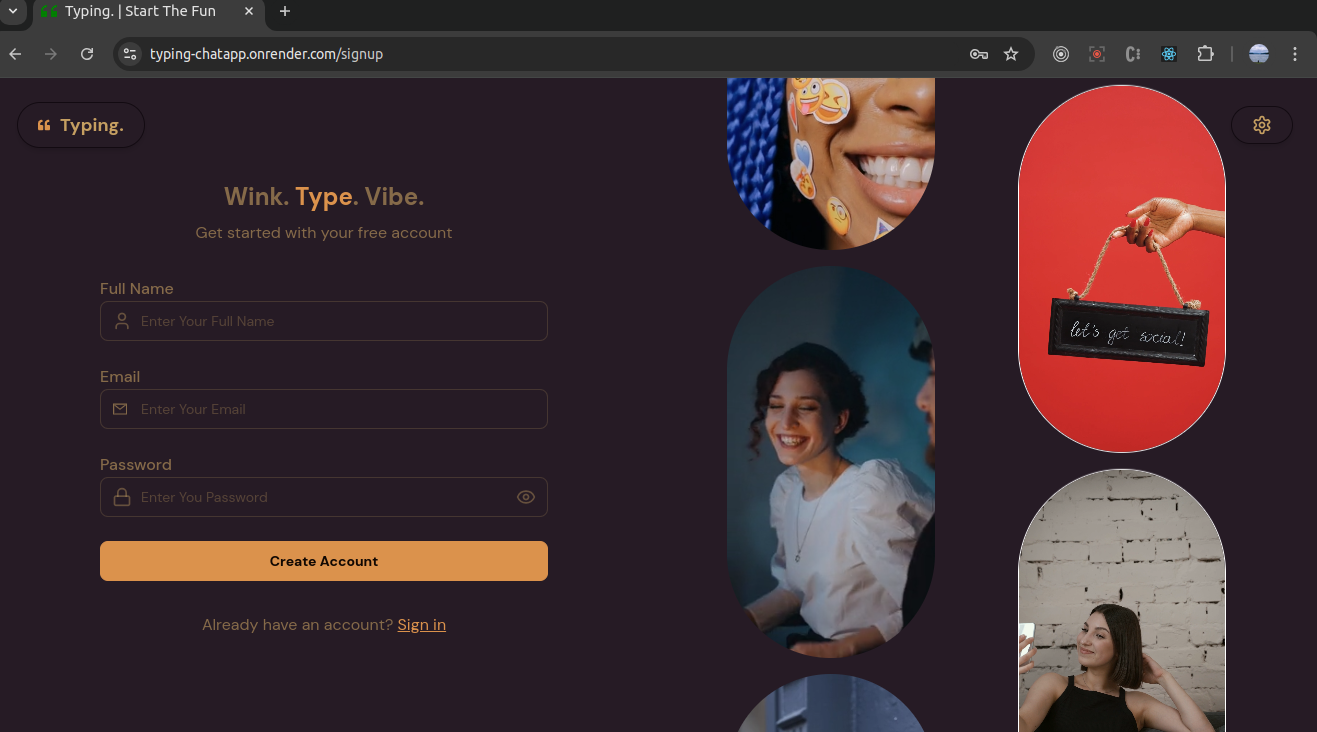 Typing. | Start The Fun
typing-chatapp.onrender.com/signup
Typing.
Wink. Type. Vibe.
Get started with your free account
Full Name
Enter Your Full Name
Email
Enter Your Email
Password
Enter You Password
Create Account
Already have an account? Sign in
let's get social!